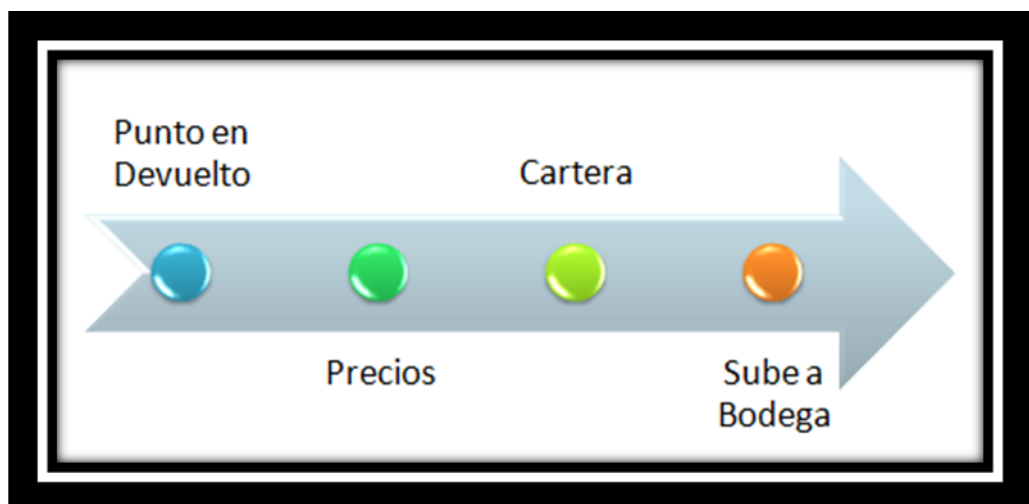 Punto en
Devuelto
Precios
Cartera
Sube a
Bodega